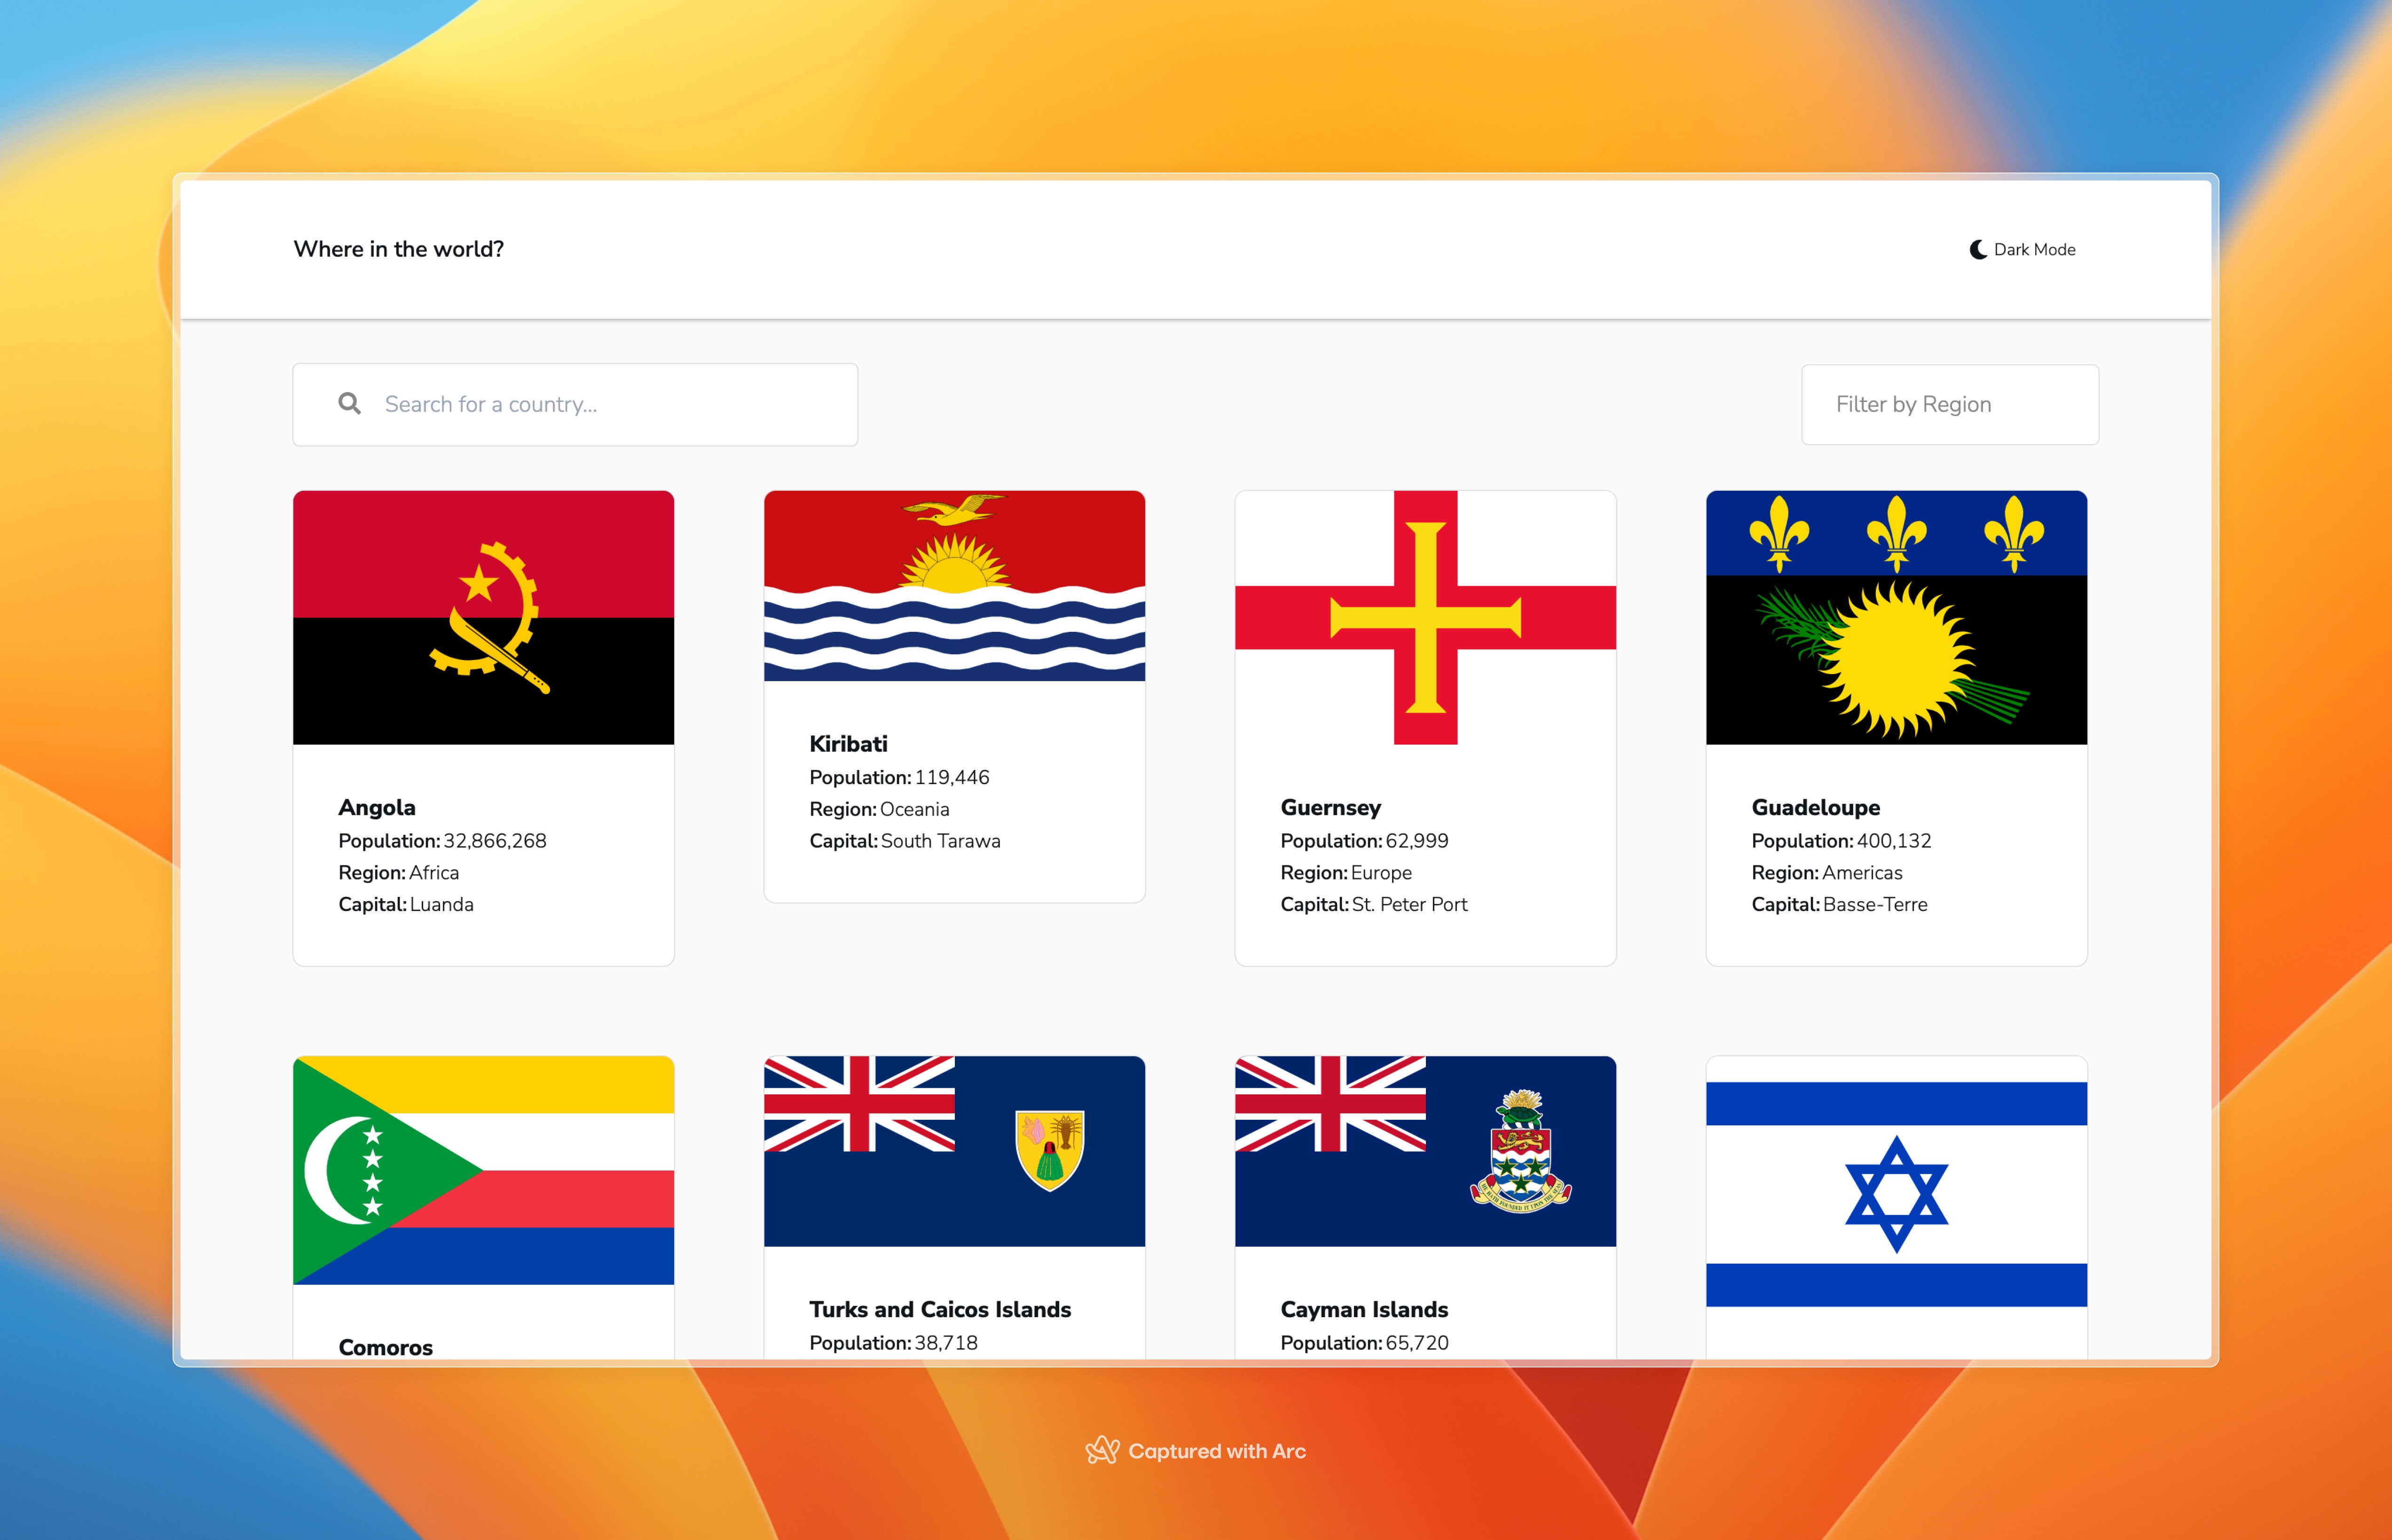 Where in the world?
Dark Mode
Search for a country...
Filter by Region
Angola
Population: 32,866,268
Region: Africa
Capital: Luanda
Kiribati
Population: 119,446
Region: Oceania
Capital: South Tarawa
Guernsey
Population: 62,999
Region: Europe
Capital: St. Peter Port
Guadeloupe
Population: 400,132
Region: Americas
Capital: Basse-Terre
Comoros
Turks and Caicos Islands
Population: 38,718
Cayman Islands
Population: 65,720
Captured with Arc